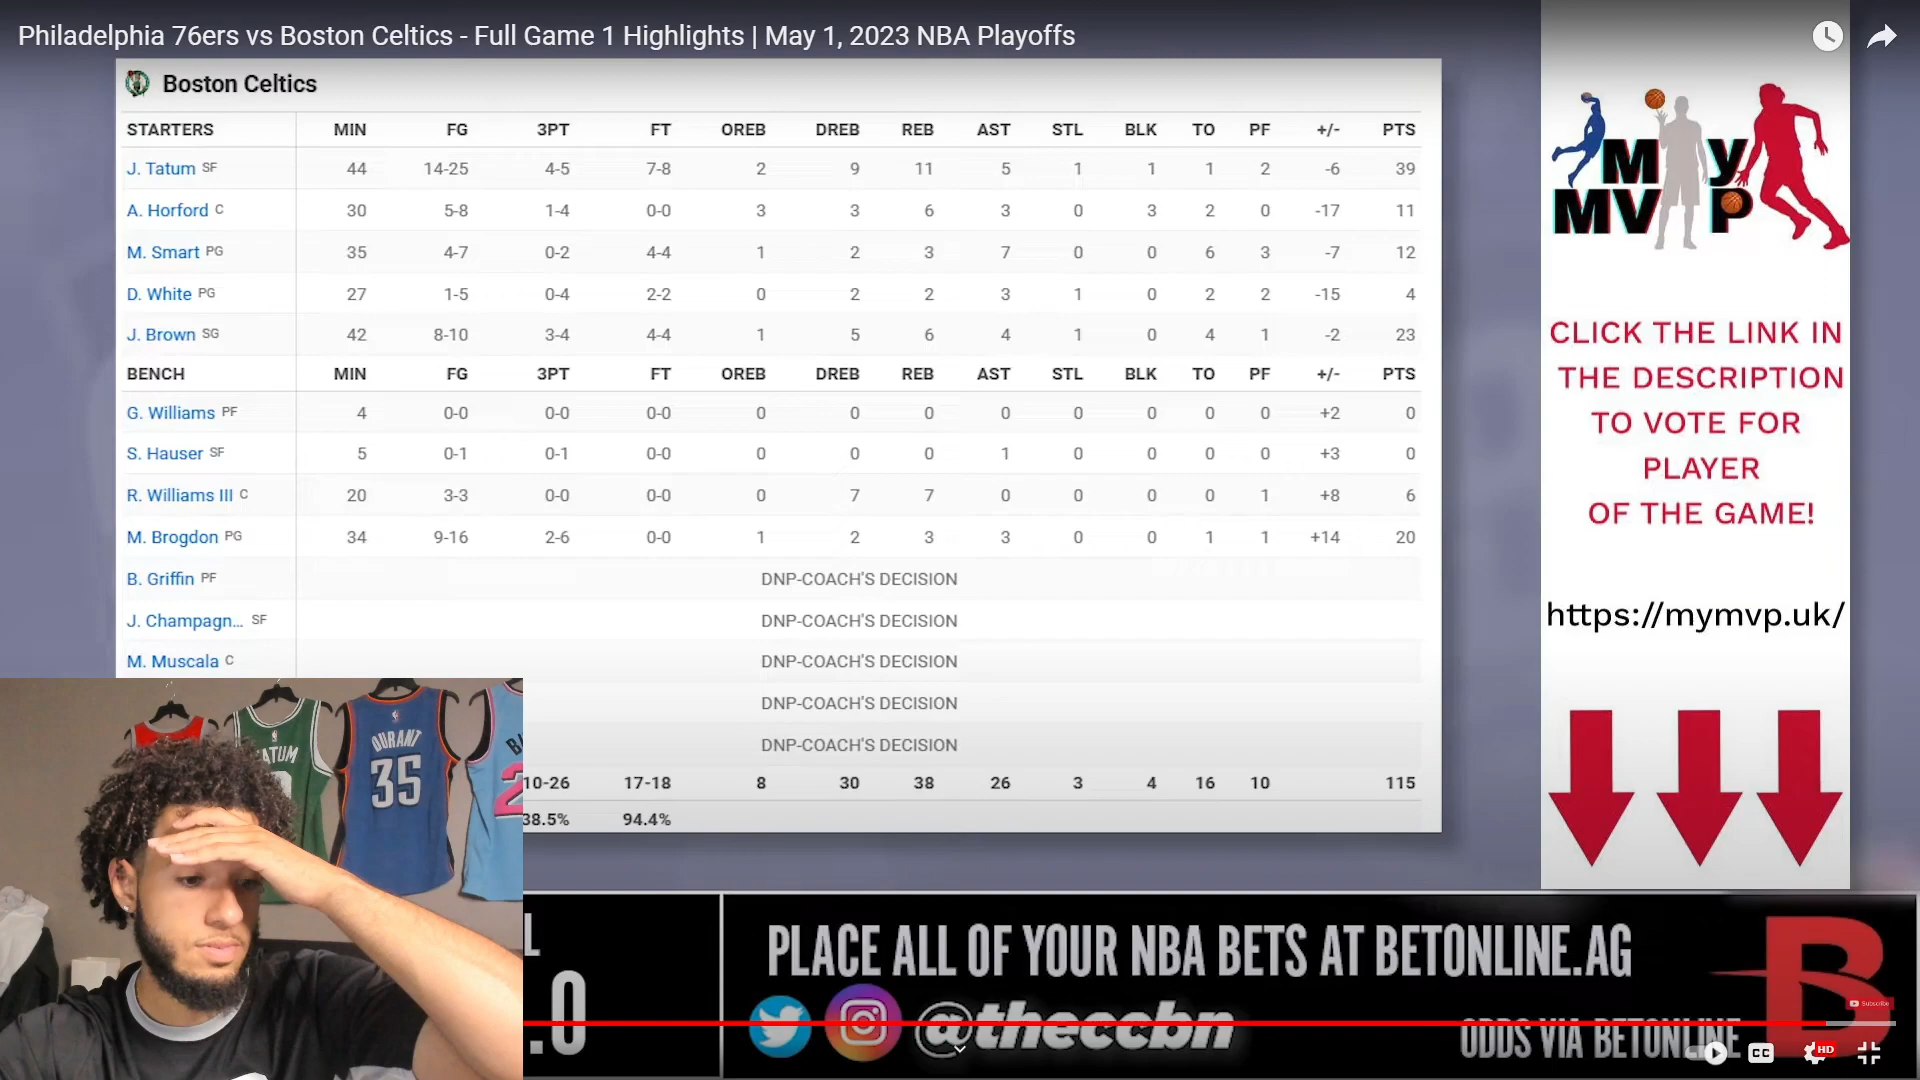 Philadelphia 76ers vs Boston Celtics - Full Game 1 Highlights | May 1, 2023 NBA Playoffs
Boston Celtics
STARTERS MIN FG 3PT FT OREB DREB REB AST STL BLK TO PF +/- PTS
J. Tatum SF 44 14-25 4-5 7-8 2 9 11 5 1 1 1 2 -6 39
A. Horford C 30 5-8 1-4 0-0 3 3 6 3 0 3 2 0 -17 11
M. Smart PG 35 4-7 0-2 4-4 1 2 3 7 0 0 6 3 -7 12
D. White PG 27 1-5 0-4 2-2 0 2 2 3 1 0 2 2 -15 4
J. Brown SG 42 8-10 3-4 4-4 1 5 6 4 1 0 4 1 -2 23
BENCH MIN FG 3PT FT OREB DREB REB AST STL BLK TO PF +/- PTS
G. Williams PF 4 0-0 0-0 0-0 0 0 0 0 0 0 0 0 +2 0
S. Hauser SF 5 0-1 0-1 0-0 0 0 0 1 0 0 0 0 +3 0
R. Williams III C 20 3-3 0-0 0-0 0 7 7 0 0 0 0 1 +8 6
M. Brogdon PG 34 9-16 2-6 0-0 1 2 3 3 0 0 1 1 +14 20
B. Griffin PF DNP-COACH'S DECISION
J. Champagn... SF DNP-COACH'S DECISION
M. Muscala C DNP-COACH'S DECISION
DNP-COACH'S DECISION
DNP-COACH'S DECISION
10-26 17-18 8 30 38 26 3 4 16 10 115
38.5% 94.4%
My
MVP
CLICK THE LINK IN
THE DESCRIPTION
TO VOTE FOR
PLAYER
OF THE GAME!
https://mymvp.uk/
ATUM
DURANT
35
BA
2
L
.0
PLACE ALL OF YOUR NBA BETS AT BETONLINE.AG
@theccbn
ODDS VIA BETONLINE
B
Subscribe
CC
HD